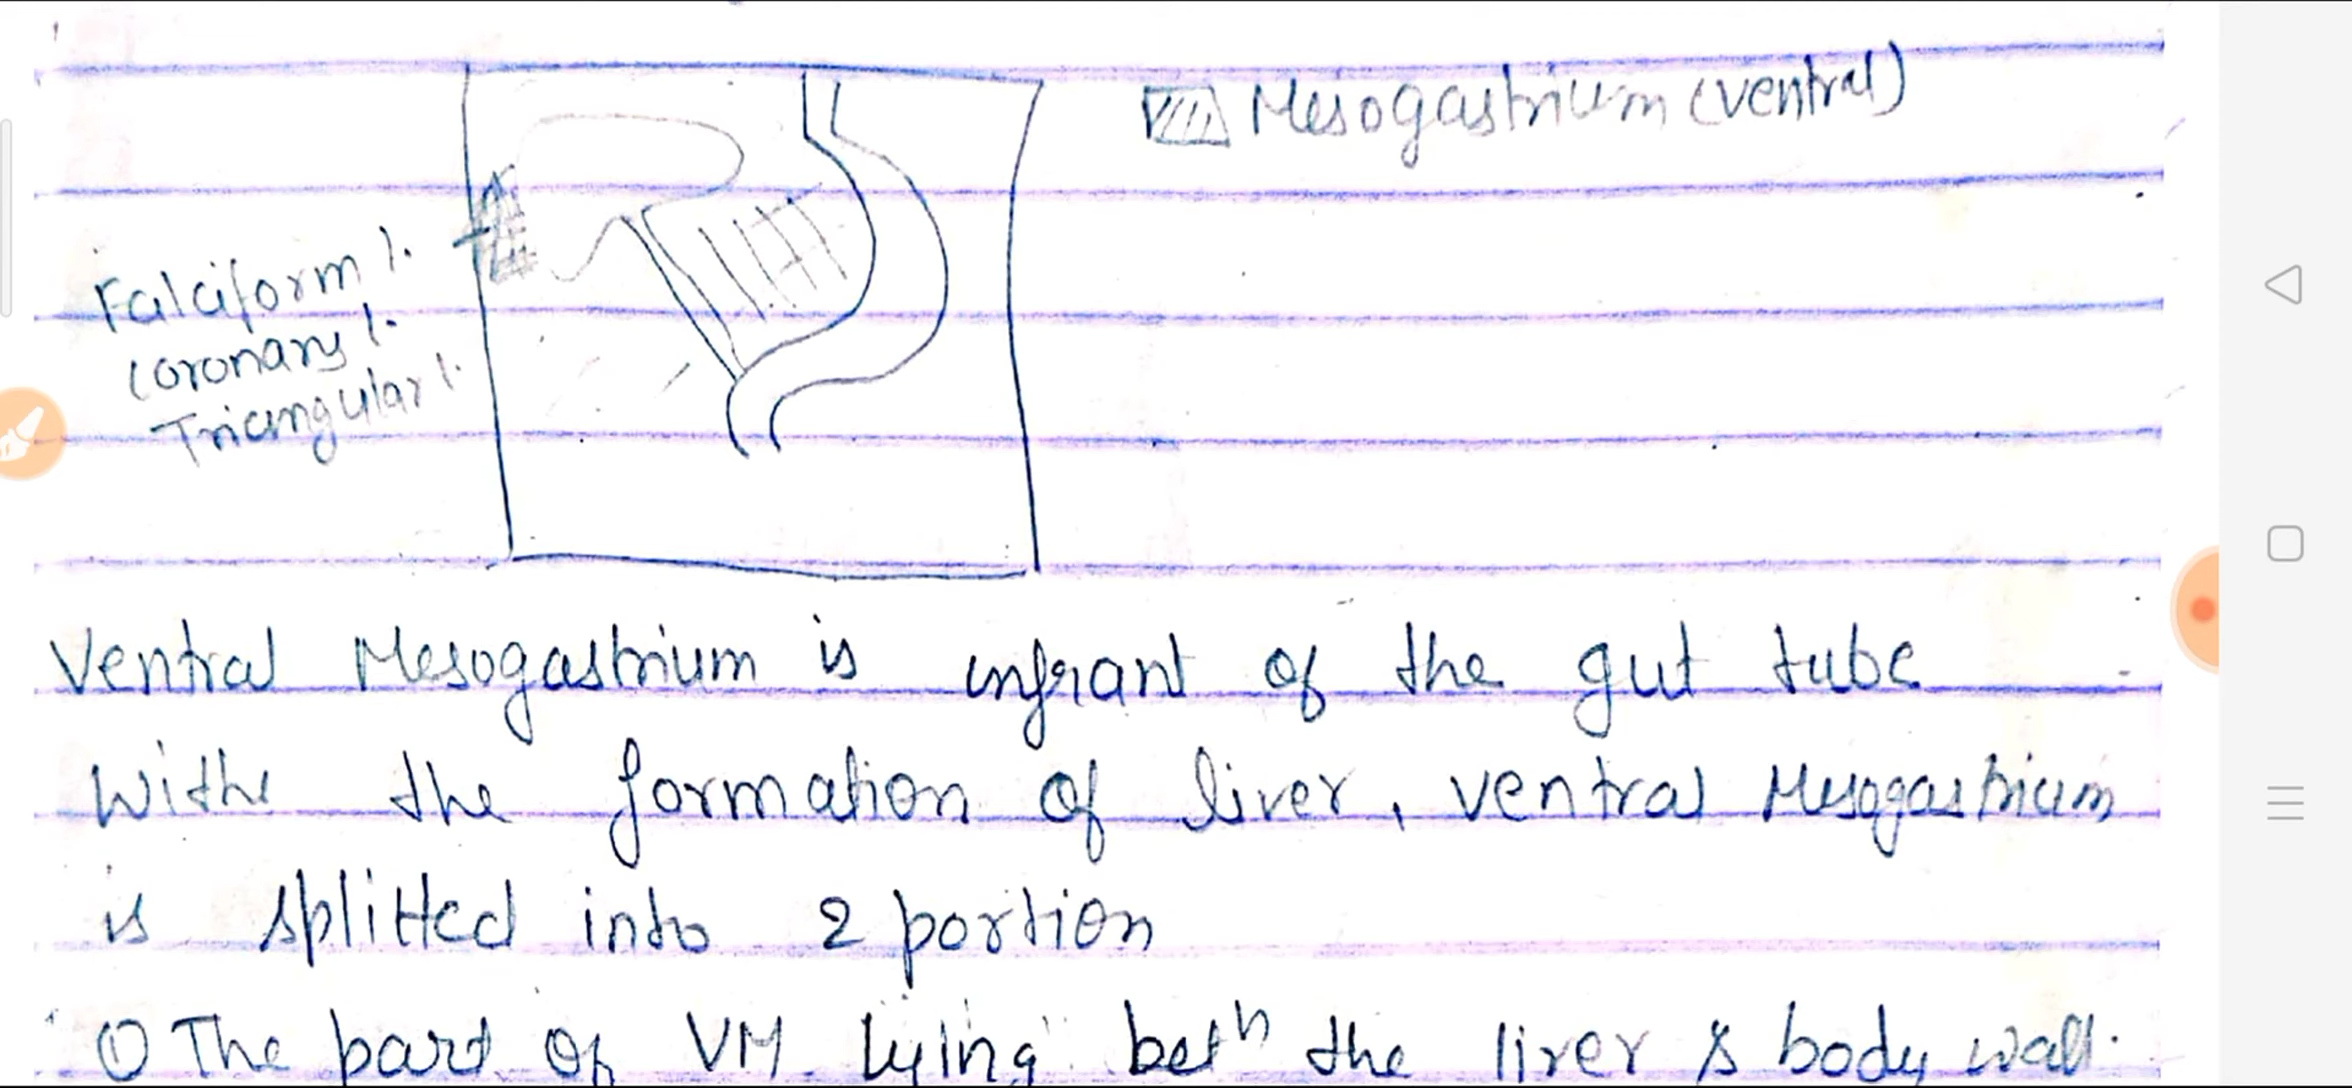 Mesogastrium (ventral)
Falciform l.
Coronary l.
Triangular l.
Ventral Mesogastrium is infrant of the gut tube
With the formation of liver, ventral Mesogastrium
is splitted into 2 portion
① The part of VM lying betn the liver & body wall.